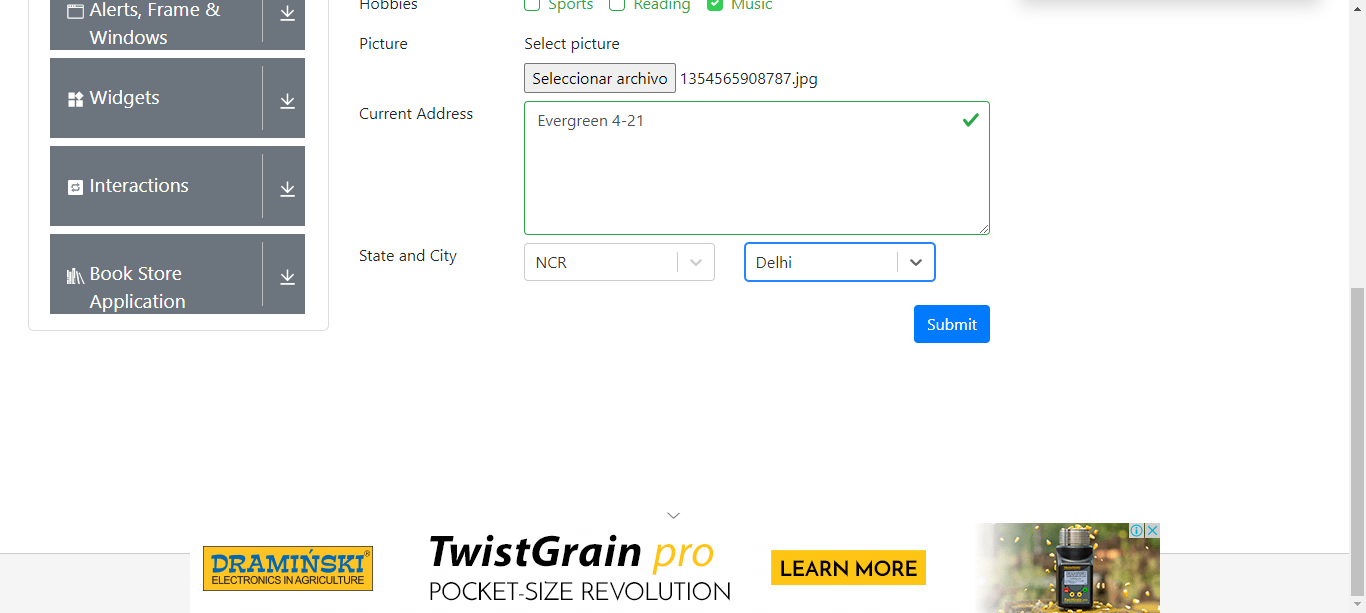 Alerts, Frame &
Windows
Widgets
Interactions
Book Store
Application
Hobbies
Sports Reading Music
Picture
Select picture
Seleccionar archivo 1354565908787.jpg
Current Address
Evergreen 4-21
State and City
NCR
Delhi
Submit
DRAMIŃSKI®
ELECTRONICS IN AGRICULTURE
TwistGrain pro
POCKET-SIZE REVOLUTION
LEARN MORE